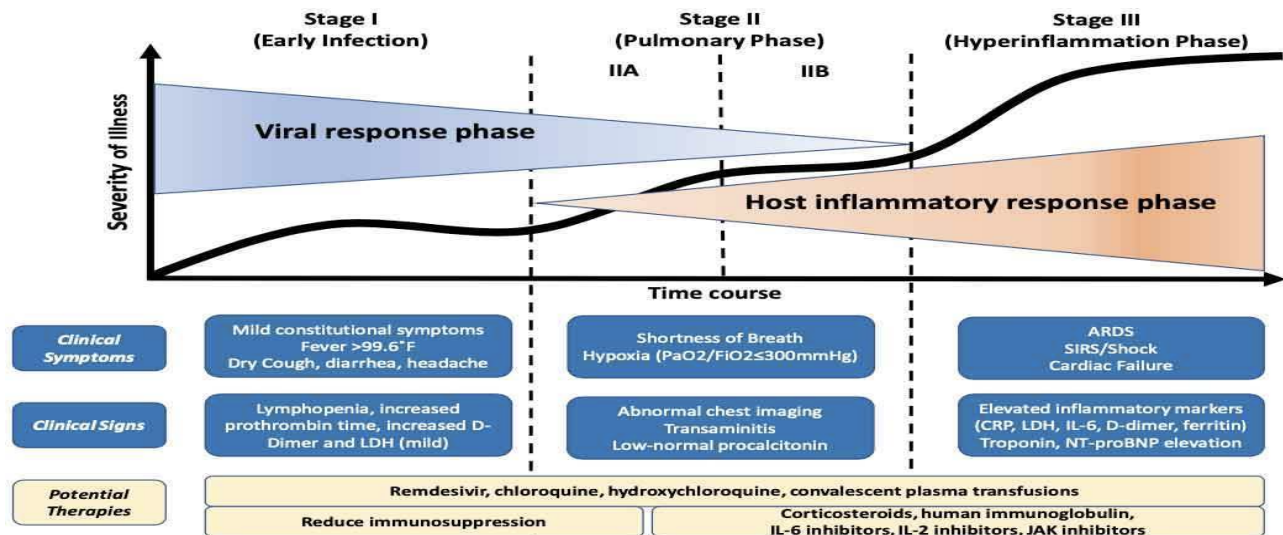 Stage I
(Early Infection)
Stage II
(Pulmonary Phase)
Stage III
(Hyperinflammation Phase)
IIA
IIB
Severity of Illness
Viral response phase
Host inflammatory response phase
Time course
Clinical
Symptoms
Mild constitutional symptoms
Fever >99.6°F
Dry Cough, diarrhea, headache
Shortness of Breath
Hypoxia (PaO2/FiO2≤300mmHg)
ARDS
SIRS/Shock
Cardiac Failure
Clinical Signs
Lymphopenia, increased
prothrombin time, increased D-
Dimer and LDH (mild)
Abnormal chest imaging
Transaminitis
Low-normal procalcitonin
Elevated inflammatory markers
(CRP, LDH, IL-6, D-dimer, ferritin)
Troponin, NT-proBNP elevation
Potential
Therapies
Remdesivir, chloroquine, hydroxychloroquine, convalescent plasma transfusions
Reduce immunosuppression
Corticosteroids, human immunoglobulin,
IL-6 inhibitors, IL-2 inhibitors, JAK inhibitors